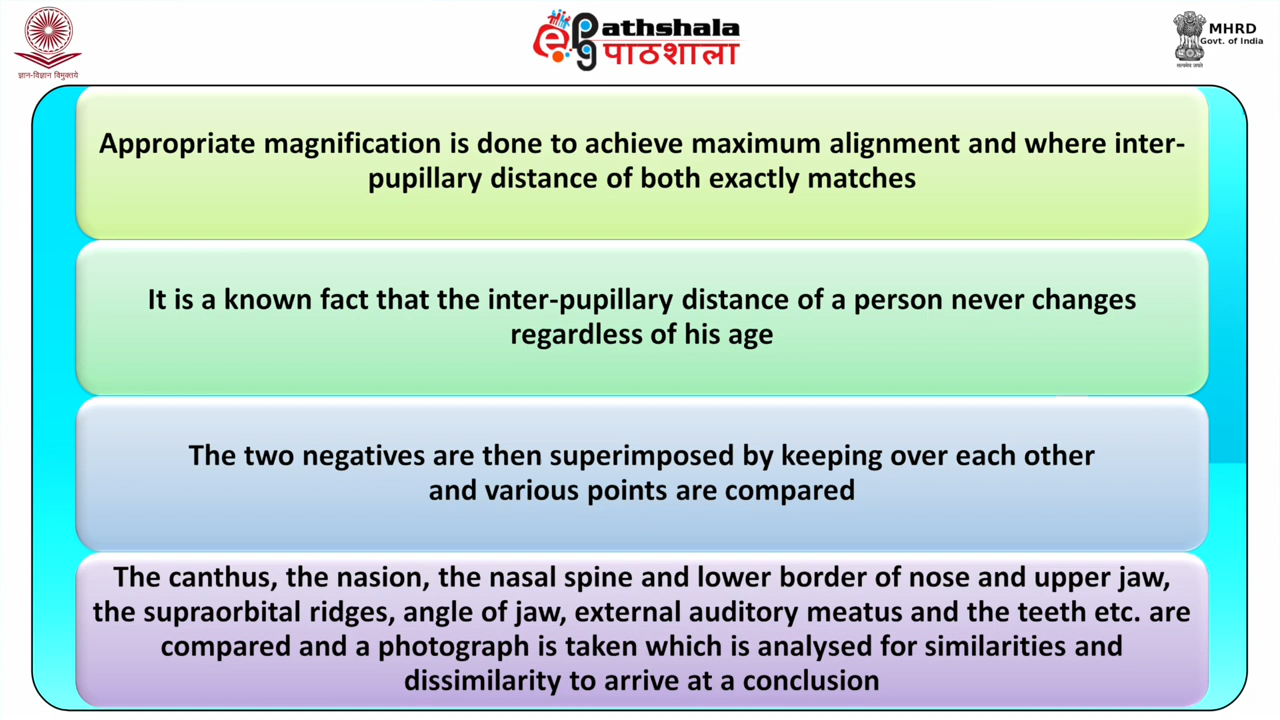 ज्ञान-विज्ञान विमुक्तये
ePG athshala
पाठशाला
MHRD
Govt. of India
सत्यमेव जयते
Appropriate magnification is done to achieve maximum alignment and where inter-
pupillary distance of both exactly matches
It is a known fact that the inter-pupillary distance of a person never changes
regardless of his age
The two negatives are then superimposed by keeping over each other
and various points are compared
The canthus, the nasion, the nasal spine and lower border of nose and upper jaw,
the supraorbital ridges, angle of jaw, external auditory meatus and the teeth etc. are
compared and a photograph is taken which is analysed for similarities and
dissimilarity to arrive at a conclusion